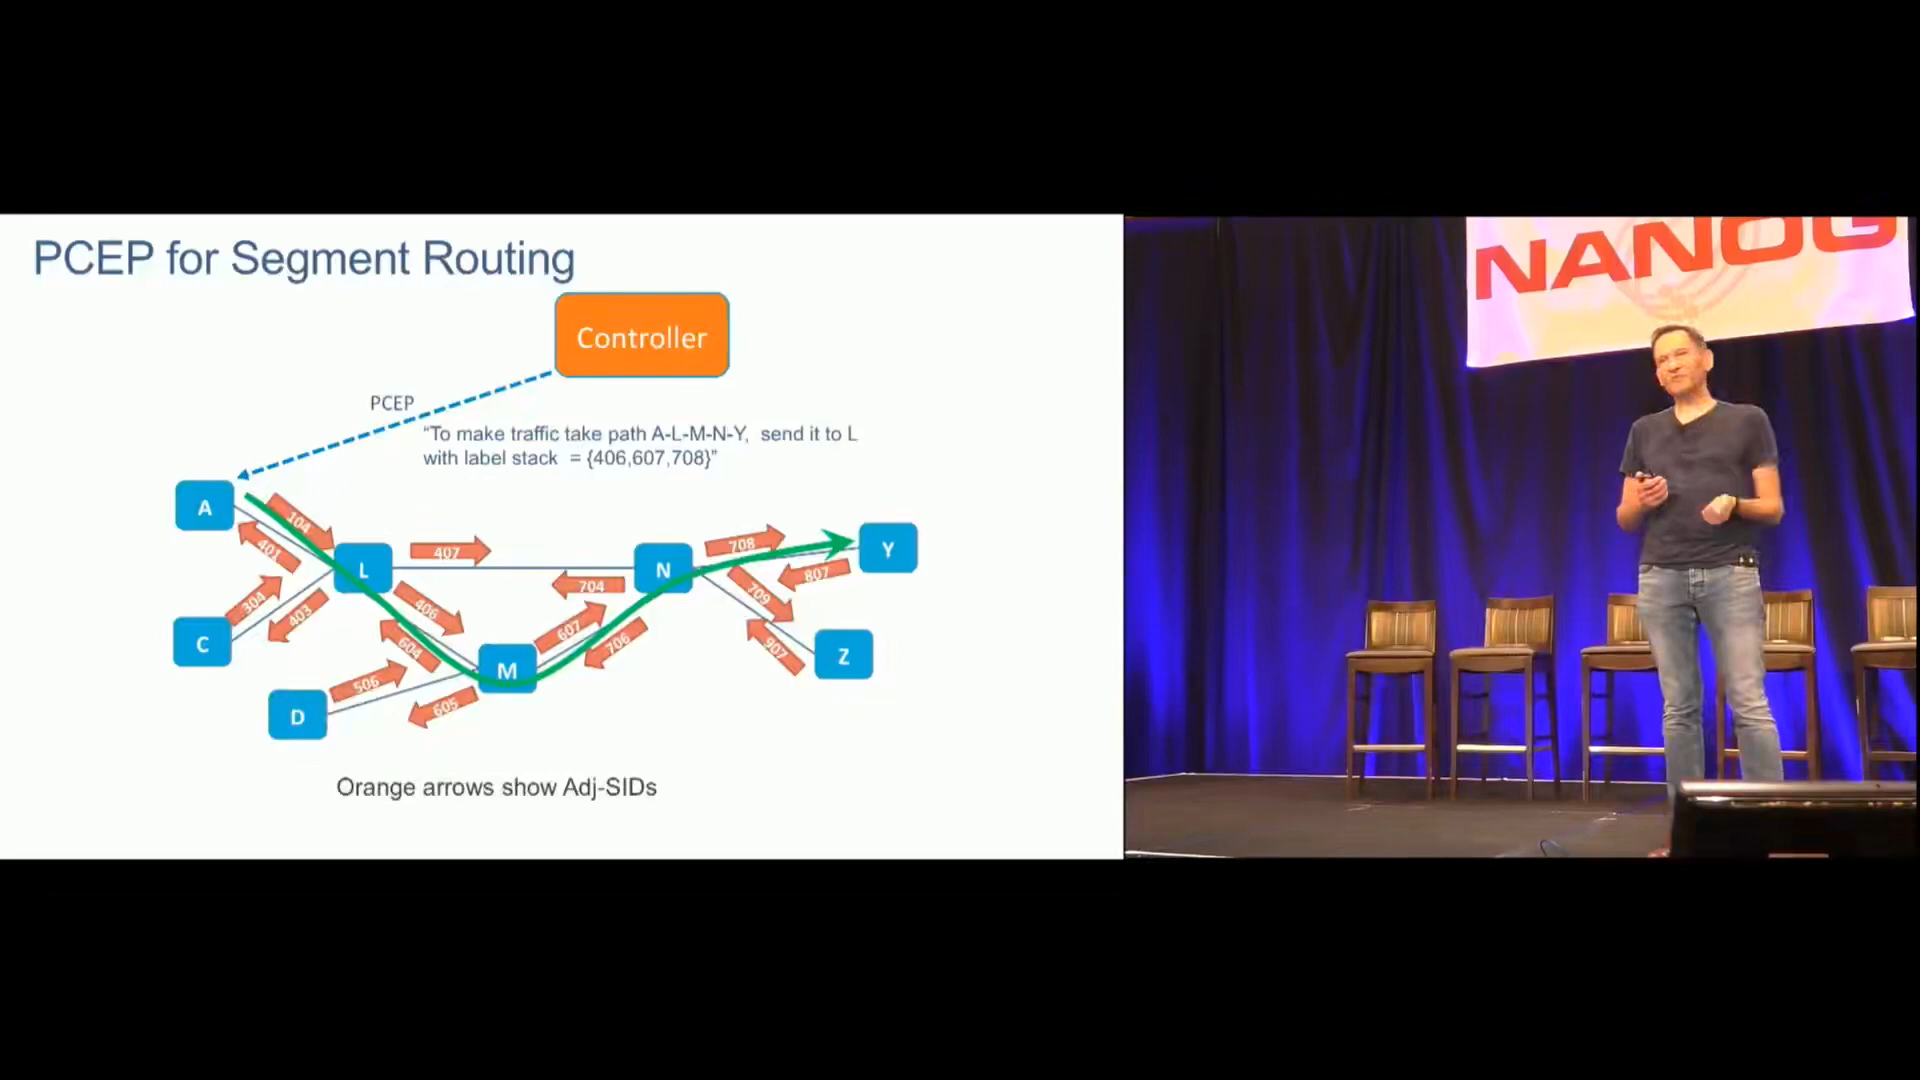 PCEP for Segment Routing
NANOG
Controller
PCEP
“To make traffic take path A-L-M-N-Y, send it to L
with label stack = {406,607,708}”
A
104
401
L
407
N
708
Y
807
704
304
403
C
406
604
607
706
709
907
Z
M
506
605
D
Orange arrows show Adj-SIDs